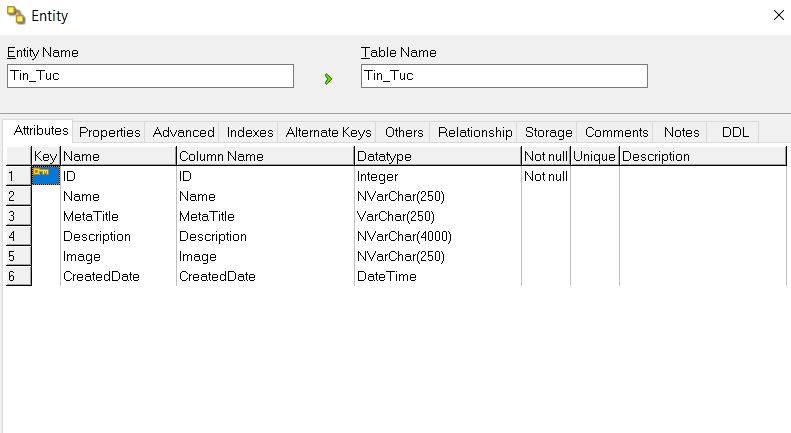 Entity
Entity Name Table Name
Tin_Tuc Tin_Tuc
Attributes Properties Advanced Indexes Alternate Keys Others Relationship Storage Comments Notes DDL
Key Name Column Name Datatype Not null Unique Description
1 ID ID Integer Not null
2 Name Name NVarChar(250)
3 MetaTitle MetaTitle VarChar(250)
4 Description Description NVarChar(4000)
5 Image Image NVarChar(250)
6 CreatedDate CreatedDate DateTime